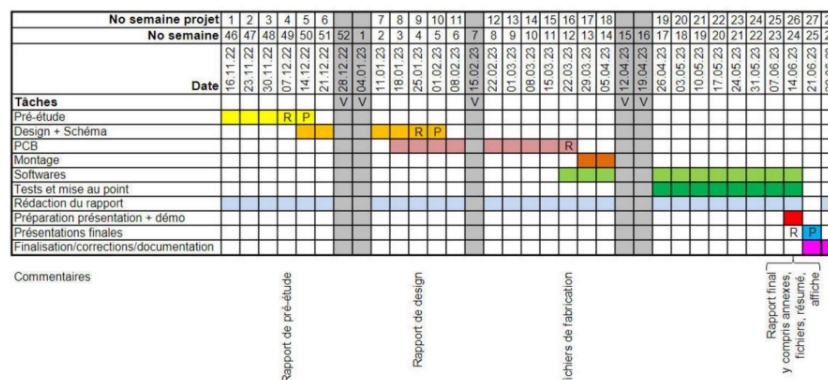 No semaine projet 1 2 3 4 5 6 7 8 9 10 11 12 13 14 15 16 17 18 19 20 21 22 23 24 25 26 27
No semaine 46 47 48 49 50 51 52 1 2 3 4 5 6 7 8 9 10 11 12 13 14 15 16 17 18 19 20 21 22 23 24 25
Date 16.11.22 23.11.22 30.11.22 07.12.22 14.12.22 21.12.22 28.12.22 04.01.23 11.01.23 18.01.23 25.01.23 01.02.23 08.02.23 15.02.23 22.02.23 01.03.23 08.03.23 15.03.23 22.03.23 29.03.23 05.04.23 12.04.23 19.04.23 26.04.23 03.05.23 10.05.23 17.05.23 24.05.23 31.05.23 07.06.23 14.06.23 21.06.23
Tâches V V V V V
Pré-étude R P
Design + Schéma R P
PCB R
Montage
Softwares
Tests et mise au point
Rédaction du rapport
Préparation présentation + démo
Présentations finales R P
Finalisation/corrections/documentation
Commentaires
Rapport de pré-étude
Rapport de design
de fabrication
Rapport final
y compris annexes,
fichiers, résumé,
affiche